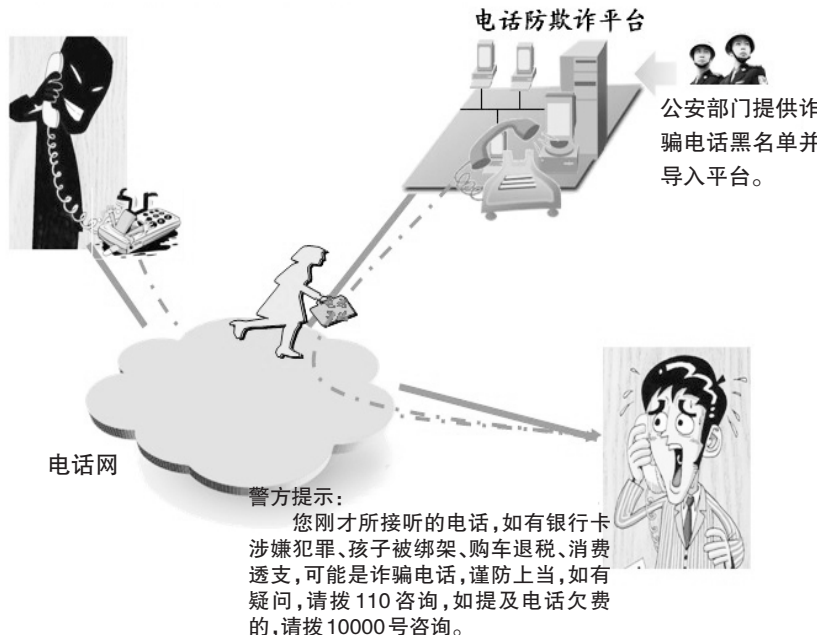 电话防欺诈平台
公安部门提供诈
骗电话黑名单并
导入平台。
电话网
警方提示：
您刚才所接听的电话，如有银行卡
涉嫌犯罪、孩子被绑架、购车退税、消费
透支，可能是诈骗电话，谨防上当，如有
疑问，请拨110咨询，如提及电话欠费
的，请拨10000号咨询。